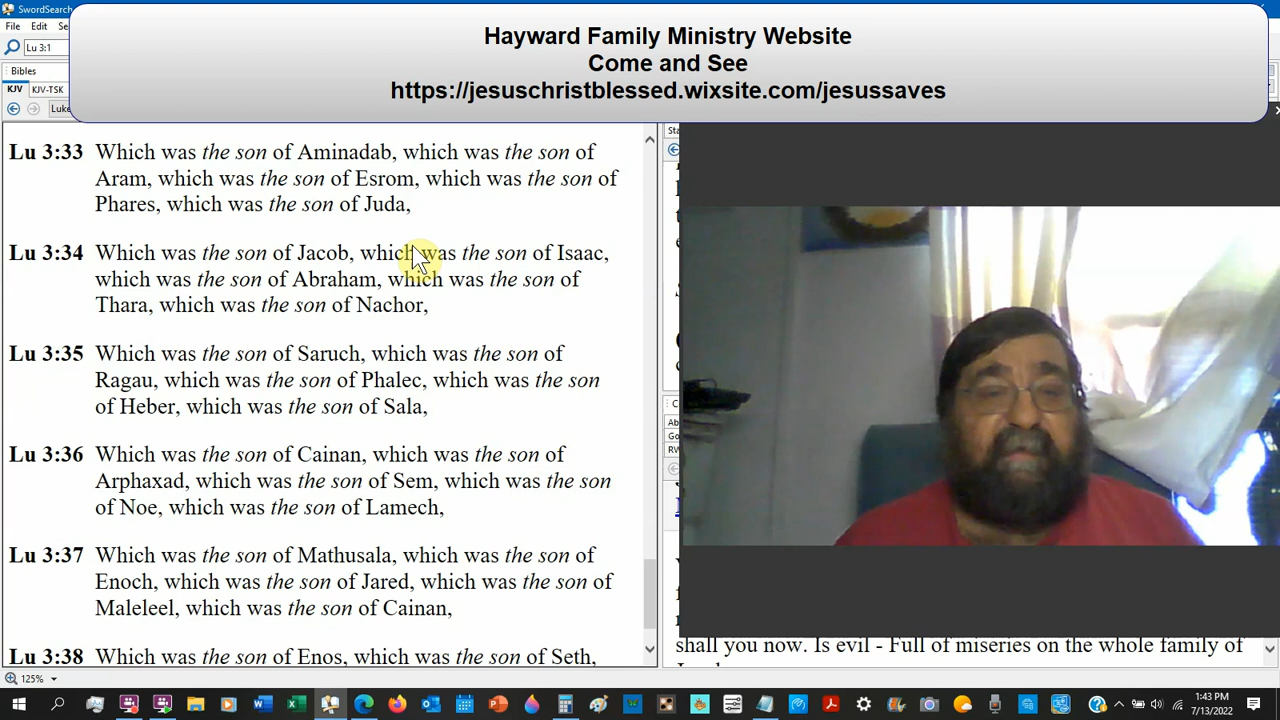 SwordSearch
Hayward Family Ministry Website
Come and See
https://jesuschristblessed.wixsite.com/jesussaves
File Edit
Lu 3:1
Bibles
KJV KJV-TSK
Luke
Lu 3:33 Which was the son of Aminadab, which was the son of
Aram, which was the son of Esrom, which was the son of
Phares, which was the son of Juda,
Lu 3:34 Which was the son of Jacob, which was the son of Isaac,
which was the son of Abraham, which was the son of
Thara, which was the son of Nachor,
Lu 3:35 Which was the son of Saruch, which was the son of
Ragau, which was the son of Phalec, which was the son
of Heber, which was the son of Sala,
Lu 3:36 Which was the son of Cainan, which was the son of
Arphaxad, which was the son of Sem, which was the son
of Noe, which was the son of Lamech,
Lu 3:37 Which was the son of Mathusala, which was the son of
Enoch, which was the son of Jared, which was the son of
Maleleel, which was the son of Cainan,
Lu 3:38 Which was the son of Enos, which was the son of Seth,
shall you now. Is evil - Full of miseries on the whole family of
125%
1:43 PM
7/13/2022